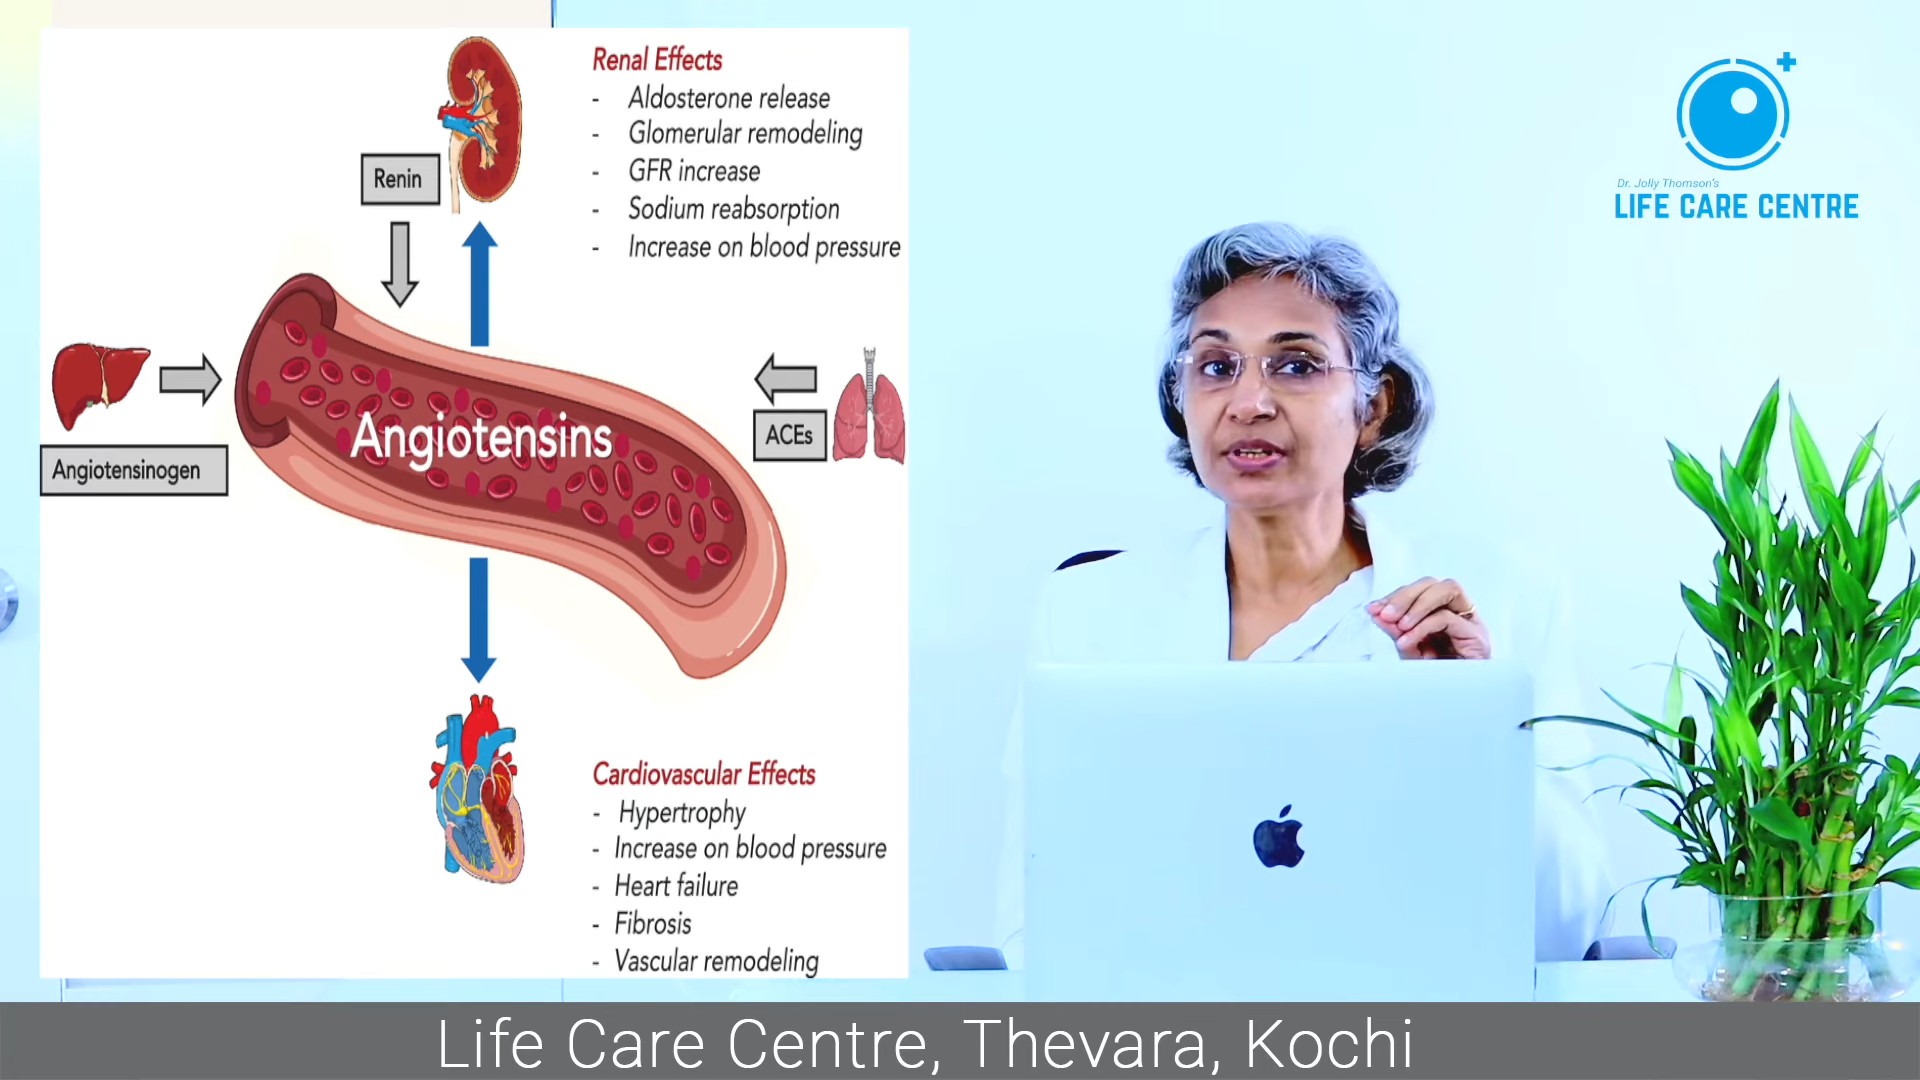 Renal Effects
- Aldosterone release
- Glomerular remodeling
- GFR increase
- Sodium reabsorption
- Increase on blood pressure
Renin
Angiotensinogen
Angiotensins
ACEs
Cardiovascular Effects
- Hypertrophy
- Increase on blood pressure
- Heart failure
- Fibrosis
- Vascular remodeling
Dr. Jolly Thomson's
LIFE CARE CENTRE
Life Care Centre, Thevara, Kochi